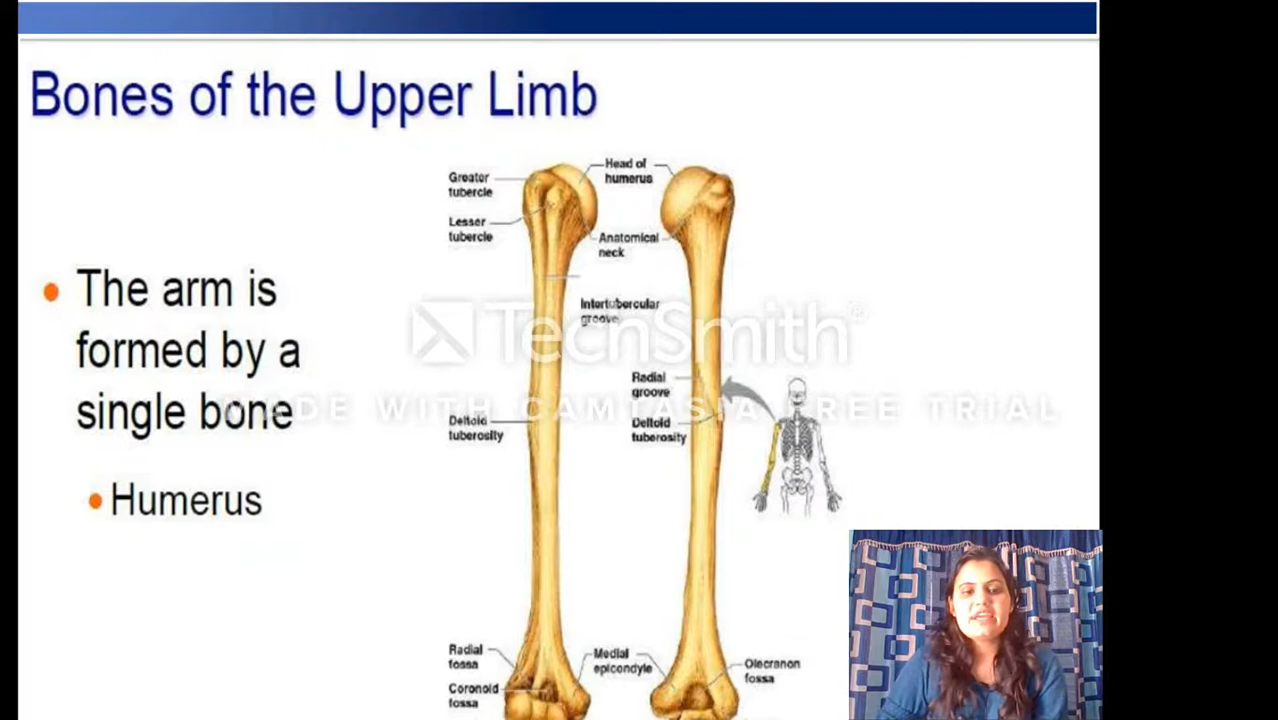 Bones of the Upper Limb
Head of
humerus
Greater
tubercle
Lesser
tubercle
Anatomical
neck
• The arm is
formed by a
single bone
• Humerus
Intertubercular
groove
TechSmith®
MADE WITH CAMTASIA FREE TRIAL
Radial
groove
Deltoid
tuberosity
Deltoid
tuberosity
Radial
fossa
Coronoid
fossa
Medial
epicondyle
Olecranon
fossa